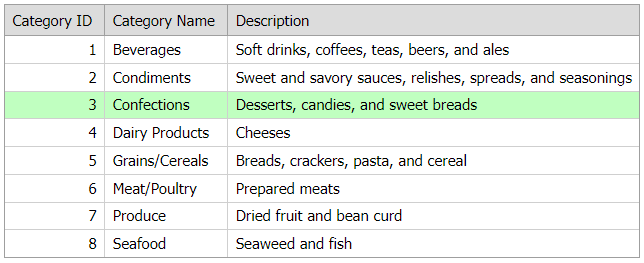 Category ID Category Name Description
1 Beverages Soft drinks, coffees, teas, beers, and ales
2 Condiments Sweet and savory sauces, relishes, spreads, and seasonings
3 Confections Desserts, candies, and sweet breads
4 Dairy Products Cheeses
5 Grains/Cereals Breads, crackers, pasta, and cereal
6 Meat/Poultry Prepared meats
7 Produce Dried fruit and bean curd
8 Seafood Seaweed and fish